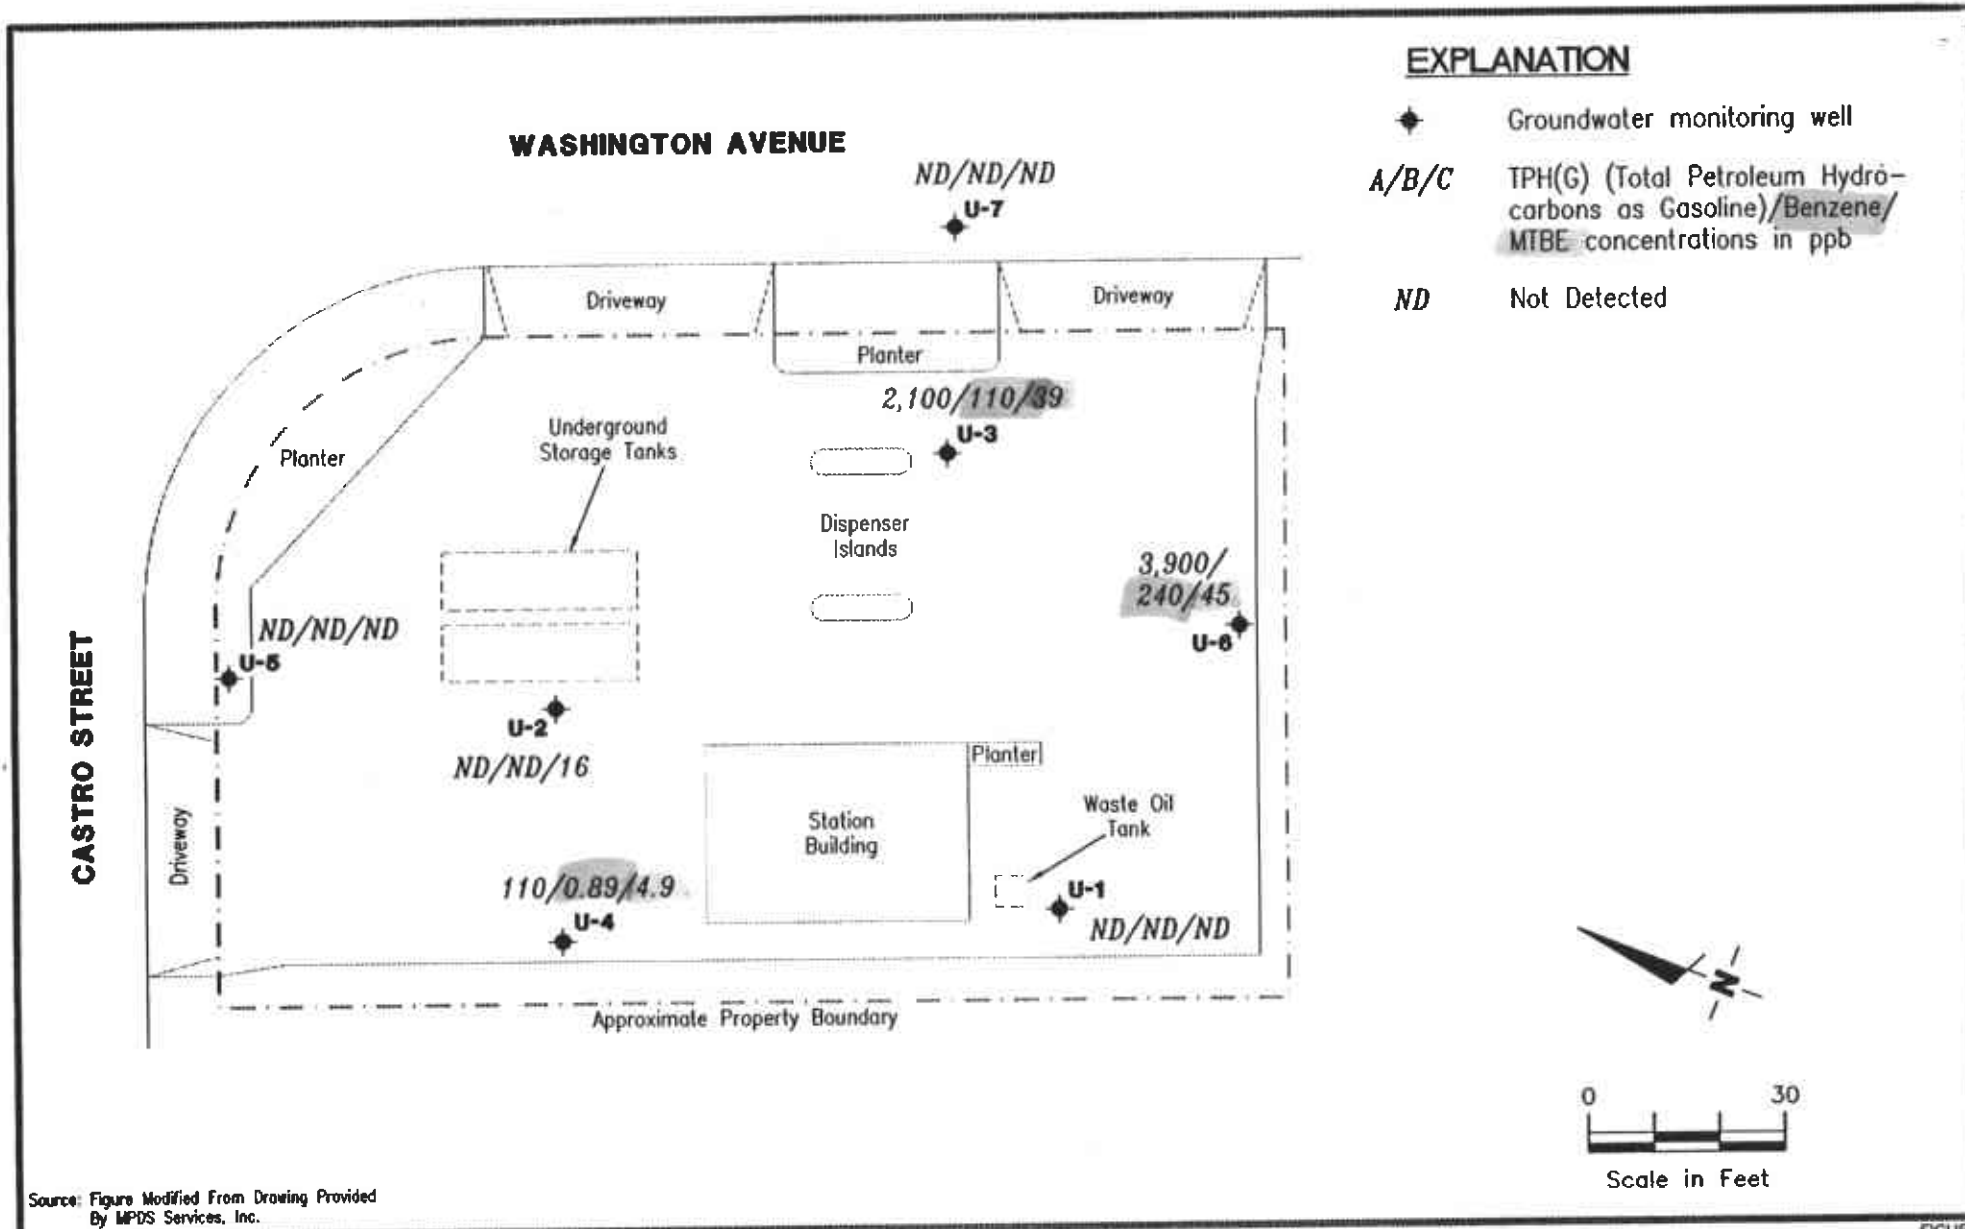 EXPLANATION
Groundwater monitoring well
A/B/C TPH(G) (Total Petroleum Hydro-
carbons as Gasoline)/Benzene/
MTBE concentrations in ppb
ND Not Detected
WASHINGTON AVENUE
ND/ND/ND
U-7
Driveway
Driveway
Planter
2,100/110/39
U-3
Underground
Storage Tanks
Planter
Dispenser
Islands
3,900/
240/45
U-6
ND/ND/ND
U-5
CASTRO STREET
U-2
ND/ND/16
Planter
Station
Building
Waste Oil
Tank
Driveway
110/0.89/4.9
U-4
U-1
ND/ND/ND
Approximate Property Boundary
N
0 30
Scale in Feet
Source: Figure Modified From Drawing Provided
By MPDS Services, Inc.